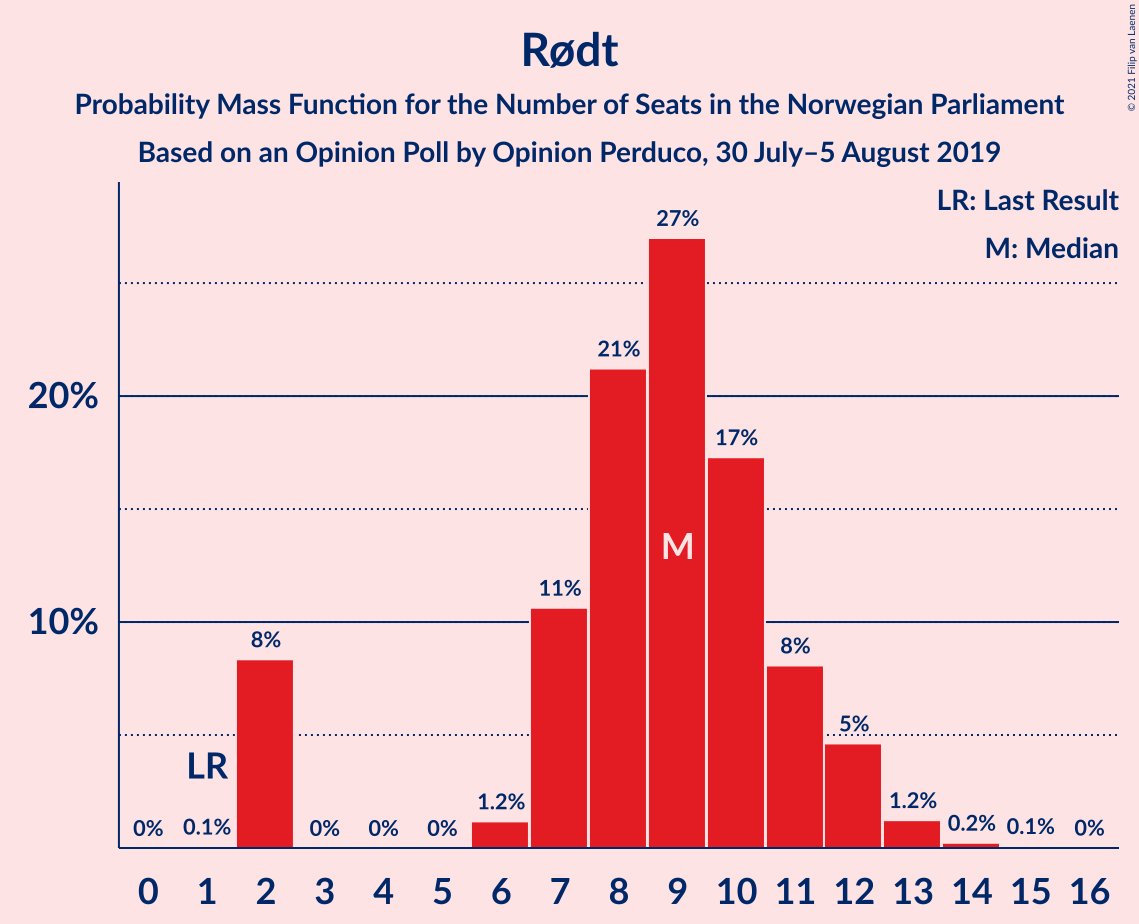 Rødt
Probability Mass Function for the Number of Seats in the Norwegian Parliament
Based on an Opinion Poll by Opinion Perduco, 30 July–5 August 2019
© 2021 Filip van Laenen
LR: Last Result
M: Median
27%
21%
20%
17%
M
11%
10%
8%
8%
5%
LR
0%
0.1%
0%
0%
0%
1.2%
1.2%
0.2%
0.1%
0%
0 1 2 3 4 5 6 7 8 9 10 11 12 13 14 15 16